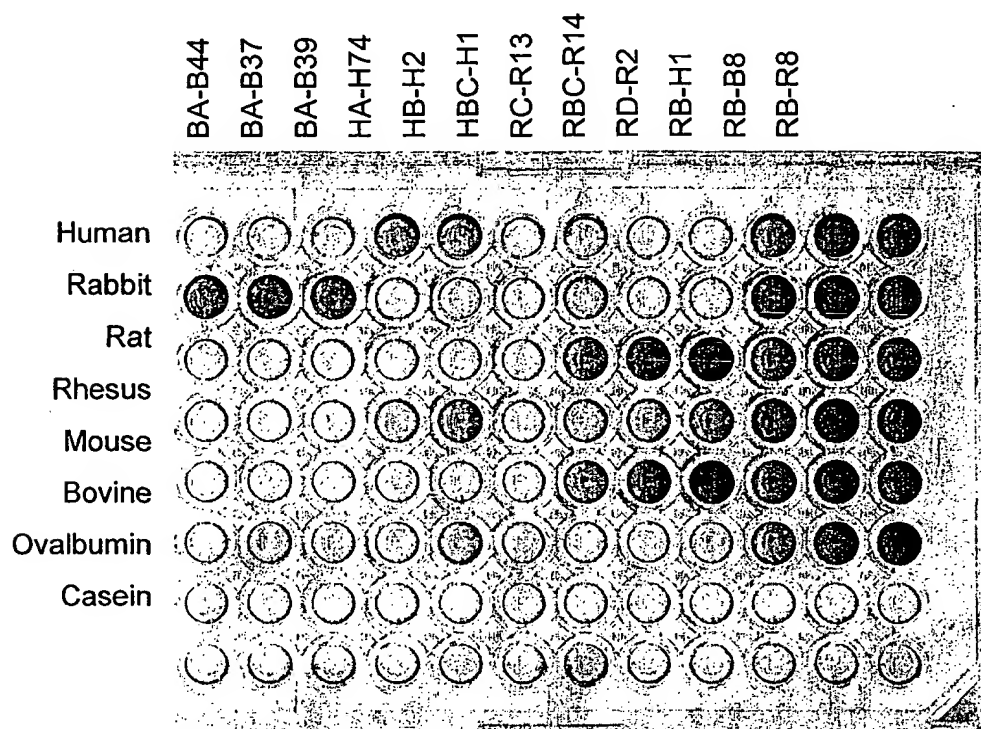 BA-B44
BA-B37
BA-B39
HA-H74
HB-H2
HBC-H1
RC-R13
RBC-R14
RD-R2
RB-H1
RB-B8
RB-R8
Human
Rabbit
Rat
Rhesus
Mouse
Bovine
Ovalbumin
Casein